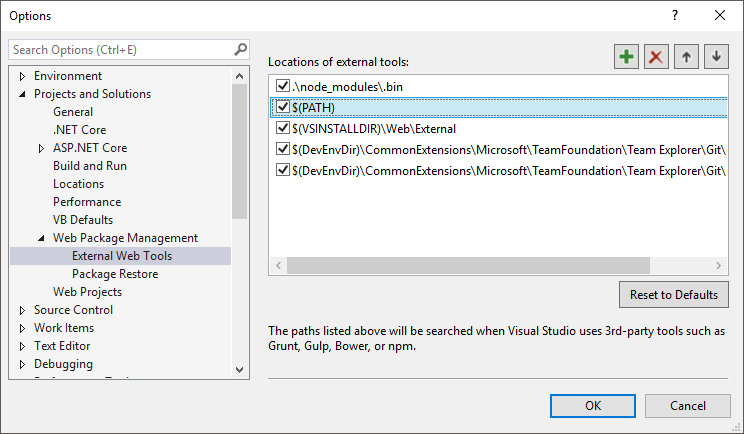 Options
?
Search Options (Ctrl+E)
Environment
Projects and Solutions
General
.NET Core
ASP.NET Core
Build and Run
Locations
Performance
VB Defaults
Web Package Management
External Web Tools
Package Restore
Web Projects
Source Control
Work Items
Text Editor
Debugging
Locations of external tools:
.\node_modules\.bin
$(PATH)
$(VSINSTALLDIR)\Web\External
$(DevEnvDir)\CommonExtensions\Microsoft\TeamFoundation\Team Explorer\Git\
$(DevEnvDir)\CommonExtensions\Microsoft\TeamFoundation\Team Explorer\Git\
Reset to Defaults
The paths listed above will be searched when Visual Studio uses 3rd-party tools such as
Grunt, Gulp, Bower, or npm.
OK
Cancel